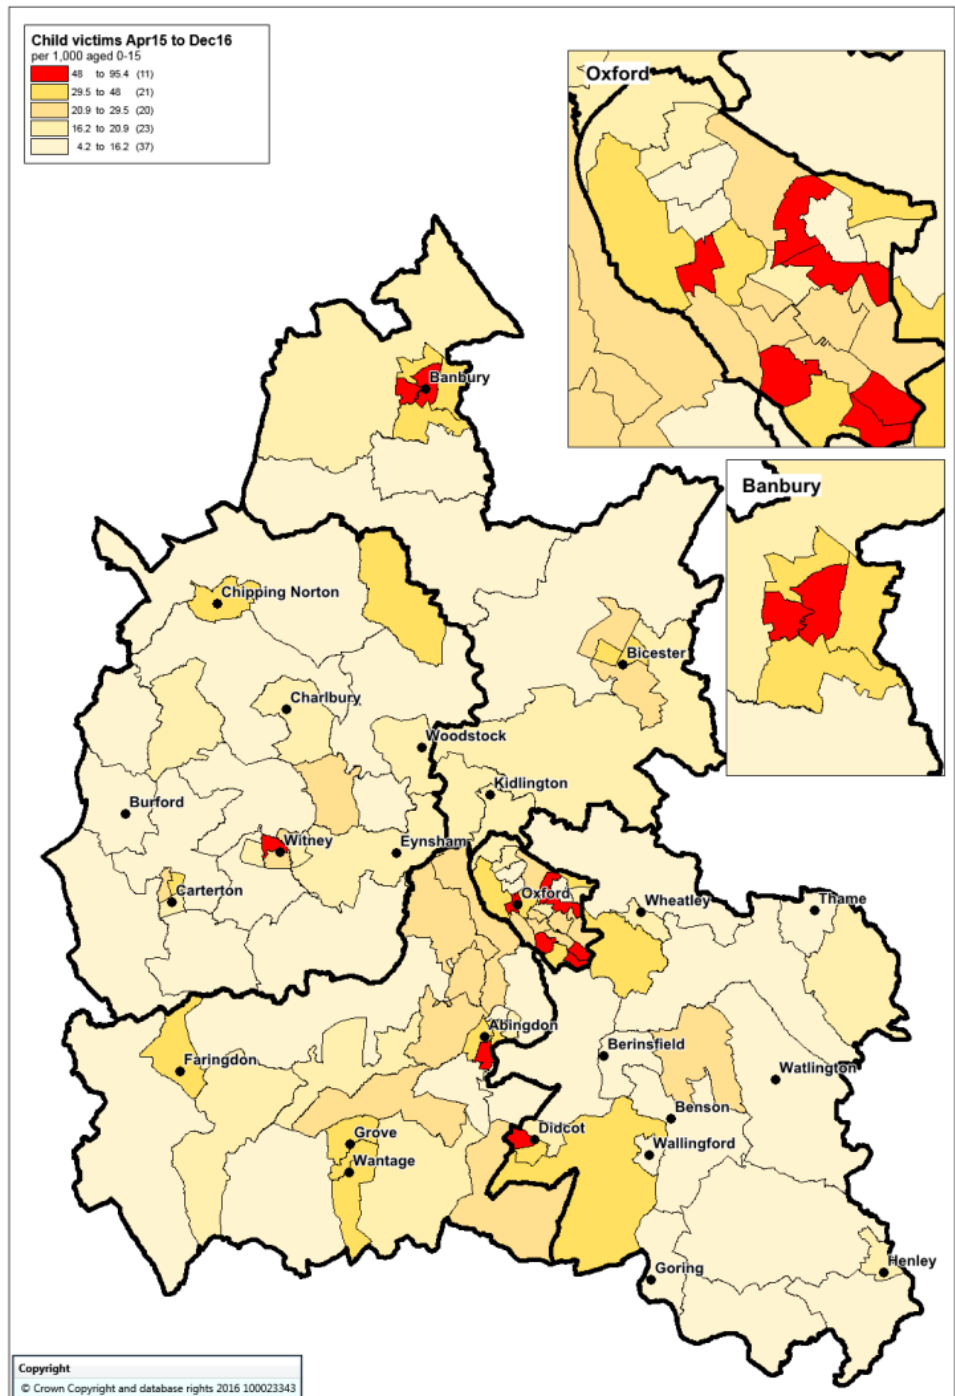 Child victims Apr15 to Dec16
per 1,000 aged 0-15
48 to 95.4 (11)
29.5 to 48 (21)
20.9 to 29.5 (20)
16.2 to 20.9 (23)
4.2 to 16.2 (37)
Oxford
Banbury
Banbury
Chipping Norton
Bicester
Charlbury
Woodstock
Kidlington
Burford
Witney
Eynsham
Carterton
Oxford
Wheatley
Thame
Abingdon
Berinsfield
Faringdon
Watlington
Benson
Grove
Didcot
Wallingford
Wantage
Goring
Henley
Copyright
© Crown Copyright and database rights 2016 100023343